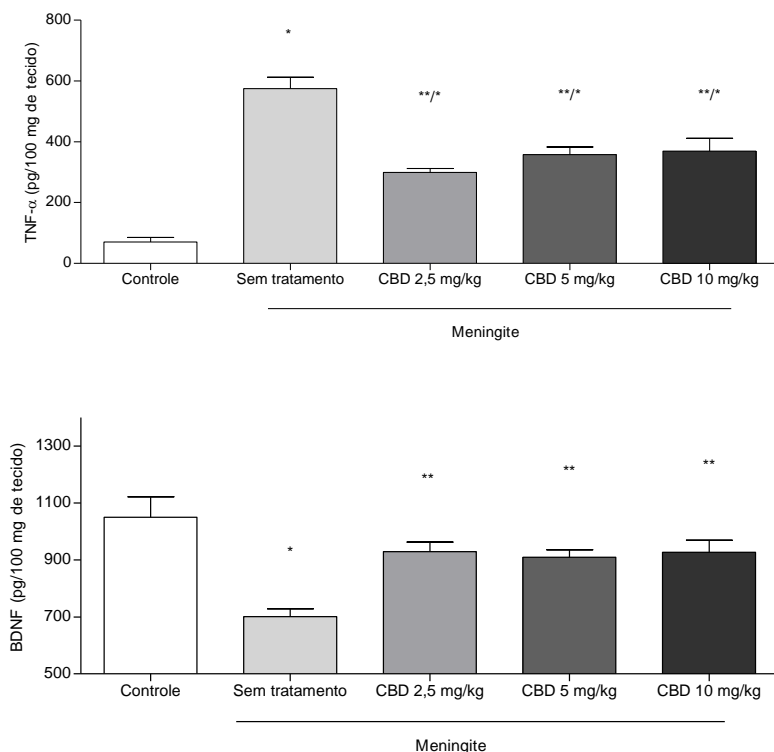 TNF-α (pg/100 mg de tecido)
800
600
400
200
0
*
**/*
**/*
**/*
Controle
Sem tratamento
CBD 2,5 mg/kg
CBD 5 mg/kg
CBD 10 mg/kg
Meningite
BDNF (pg/100 mg de tecido)
1300
1100
900
700
500
*
**
**
**
Controle
Sem tratamento
CBD 2,5 mg/kg
CBD 5 mg/kg
CBD 10 mg/kg
Meningite